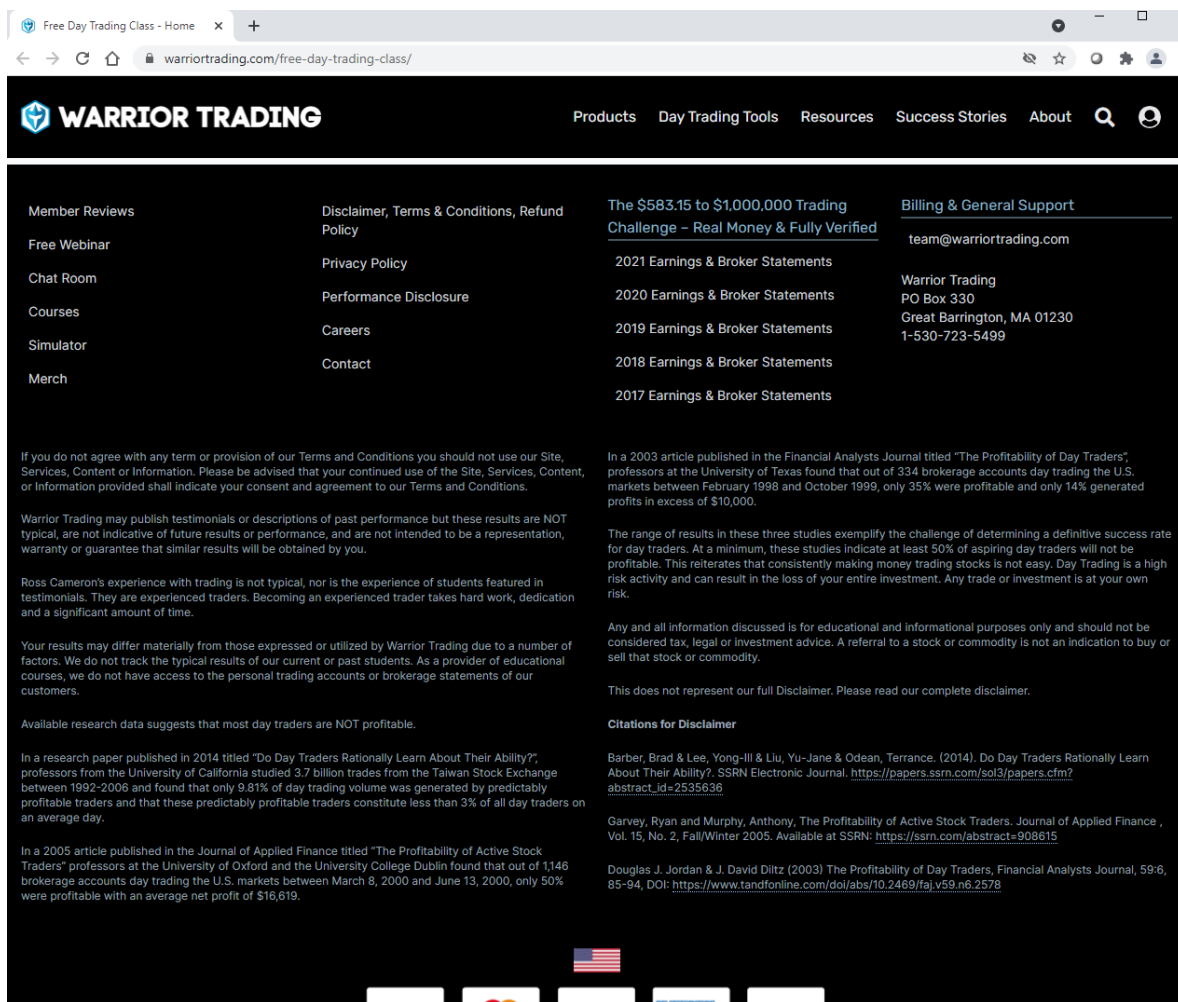 Free Day Trading Class - Home
warriortrading.com/free-day-trading-class/
WARRIOR TRADING
Products Day Trading Tools Resources Success Stories About
Member Reviews
Free Webinar
Chat Room
Courses
Simulator
Merch
Disclaimer, Terms & Conditions, Refund
Policy
Privacy Policy
Performance Disclosure
Careers
Contact
The $583.15 to $1,000,000 Trading
Challenge – Real Money & Fully Verified
2021 Earnings & Broker Statements
2020 Earnings & Broker Statements
2019 Earnings & Broker Statements
2018 Earnings & Broker Statements
2017 Earnings & Broker Statements
Billing & General Support
team@warriortrading.com
Warrior Trading
PO Box 330
Great Barrington, MA 01230
1-530-723-5499
If you do not agree with any term or provision of our Terms and Conditions you should not use our Site,
Services, Content or Information. Please be advised that your continued use of the Site, Services, Content,
or Information provided shall indicate your consent and agreement to our Terms and Conditions.
Warrior Trading may publish testimonials or descriptions of past performance but these results are NOT
typical, are not indicative of future results or performance, and are not intended to be a representation,
warranty or guarantee that similar results will be obtained by you.
Ross Cameron's experience with trading is not typical, nor is the experience of students featured in
testimonials. They are experienced traders. Becoming an experienced trader takes hard work, dedication
and a significant amount of time.
Your results may differ materially from those expressed or utilized by Warrior Trading due to a number of
factors. We do not track the typical results of our current or past students. As a provider of educational
courses, we do not have access to the personal trading accounts or brokerage statements of our
customers.
Available research data suggests that most day traders are NOT profitable.
In a research paper published in 2014 titled "Do Day Traders Rationally Learn About Their Ability?",
professors from the University of California studied 3.7 billion trades from the Taiwan Stock Exchange
between 1992-2006 and found that only 9.81% of day trading volume was generated by predictably
profitable traders and that these predictably profitable traders constitute less than 3% of all day traders on
an average day.
In a 2005 article published in the Journal of Applied Finance titled "The Profitability of Active Stock
Traders" professors at the University of Oxford and the University College Dublin found that out of 1,146
brokerage accounts day trading the U.S. markets between March 8, 2000 and June 13, 2000, only 50%
were profitable with an average net profit of $16,619.
In a 2003 article published in the Financial Analysts Journal titled "The Profitability of Day Traders",
professors at the University of Texas found that out of 334 brokerage accounts day trading the U.S.
markets between February 1998 and October 1999, only 35% were profitable and only 14% generated
profits in excess of $10,000.
The range of results in these three studies exemplify the challenge of determining a definitive success rate
for day traders. At a minimum, these studies indicate at least 50% of aspiring day traders will not be
profitable. This reiterates that consistently making money trading stocks is not easy. Day Trading is a high
risk activity and can result in the loss of your entire investment. Any trade or investment is at your own
risk.
Any and all information discussed is for educational and informational purposes only and should not be
considered tax, legal or investment advice. A referral to a stock or commodity is not an indication to buy or
sell that stock or commodity.
This does not represent our full Disclaimer. Please read our complete disclaimer.
Citations for Disclaimer
Barber, Brad & Lee, Yong-Ill & Liu, Yu-Jane & Odean, Terrance. (2014). Do Day Traders Rationally Learn
About Their Ability?. SSRN Electronic Journal. https://papers.ssrn.com/sol3/papers.cfm?
abstract_id=2535636
Garvey, Ryan and Murphy, Anthony, The Profitability of Active Stock Traders. Journal of Applied Finance ,
Vol. 15, No. 2, Fall/Winter 2005. Available at SSRN: https://ssrn.com/abstract=908615
Douglas J. Jordan & J. David Diltz (2003) The Profitability of Day Traders, Financial Analysts Journal, 59:6,
85-94, DOI: https://www.tandfonline.com/doi/abs/10.2469/faj.v59.n6.2578